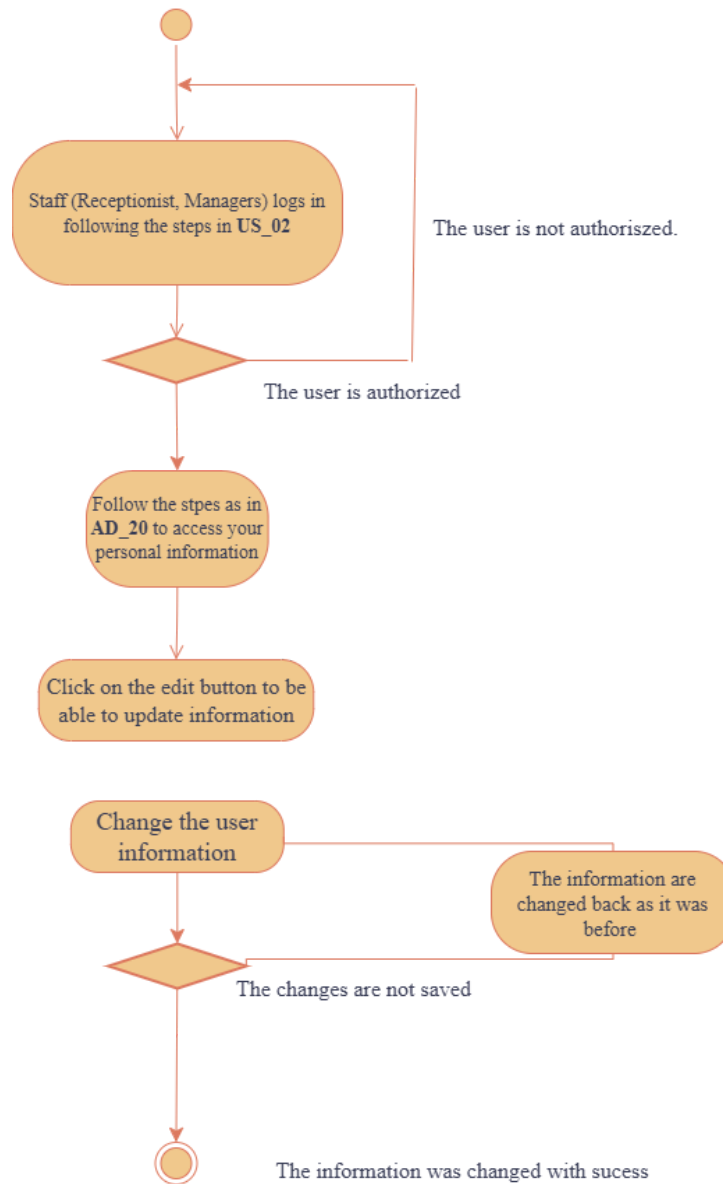 Staff (Receptionist, Managers) logs in
following the steps in US_02
The user is not authoriszed.
The user is authorized
Follow the stpes as in
AD_20 to access your
personal information
Click on the edit button to be
able to update information
Change the user
information
The information are
changed back as it was
before
The changes are not saved
The information was changed with sucess